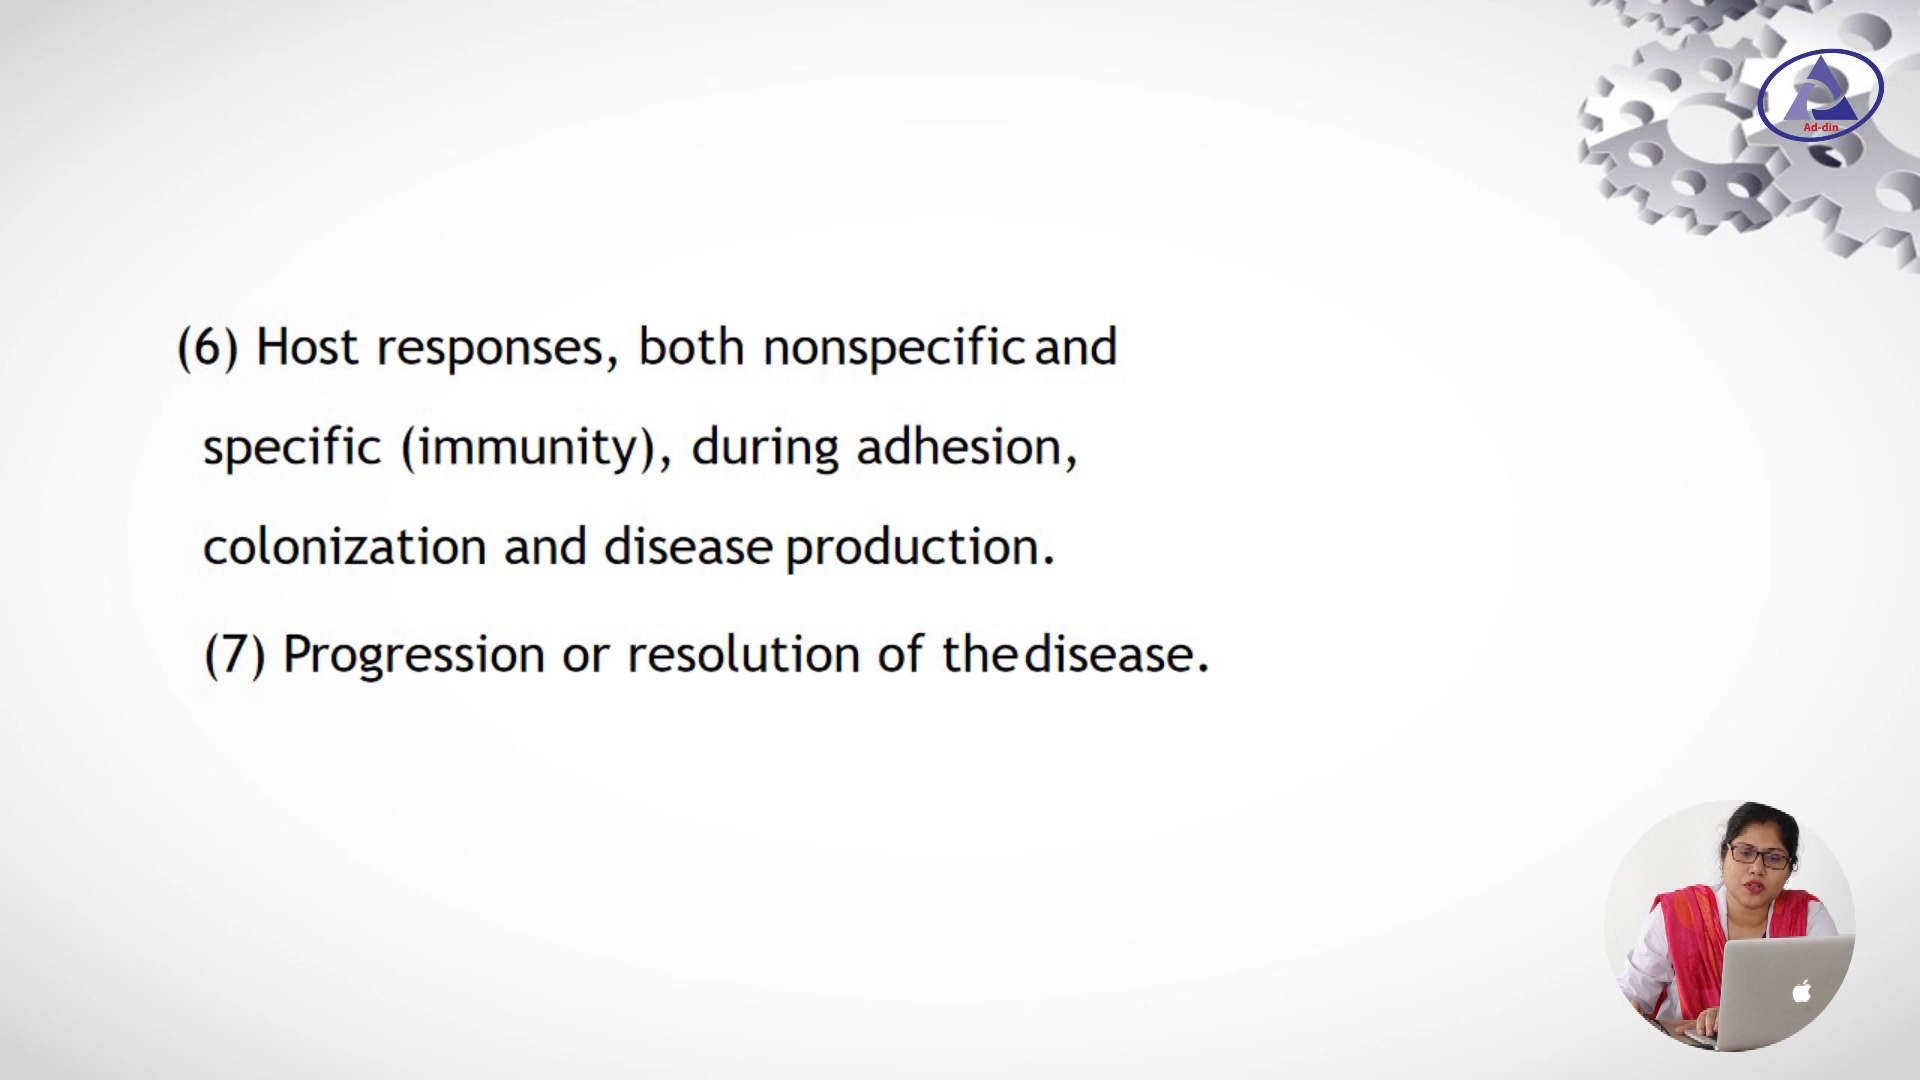 Ad-din
(6) Host responses, both nonspecific and
specific (immunity), during adhesion,
colonization and disease production.
(7) Progression or resolution of the disease.